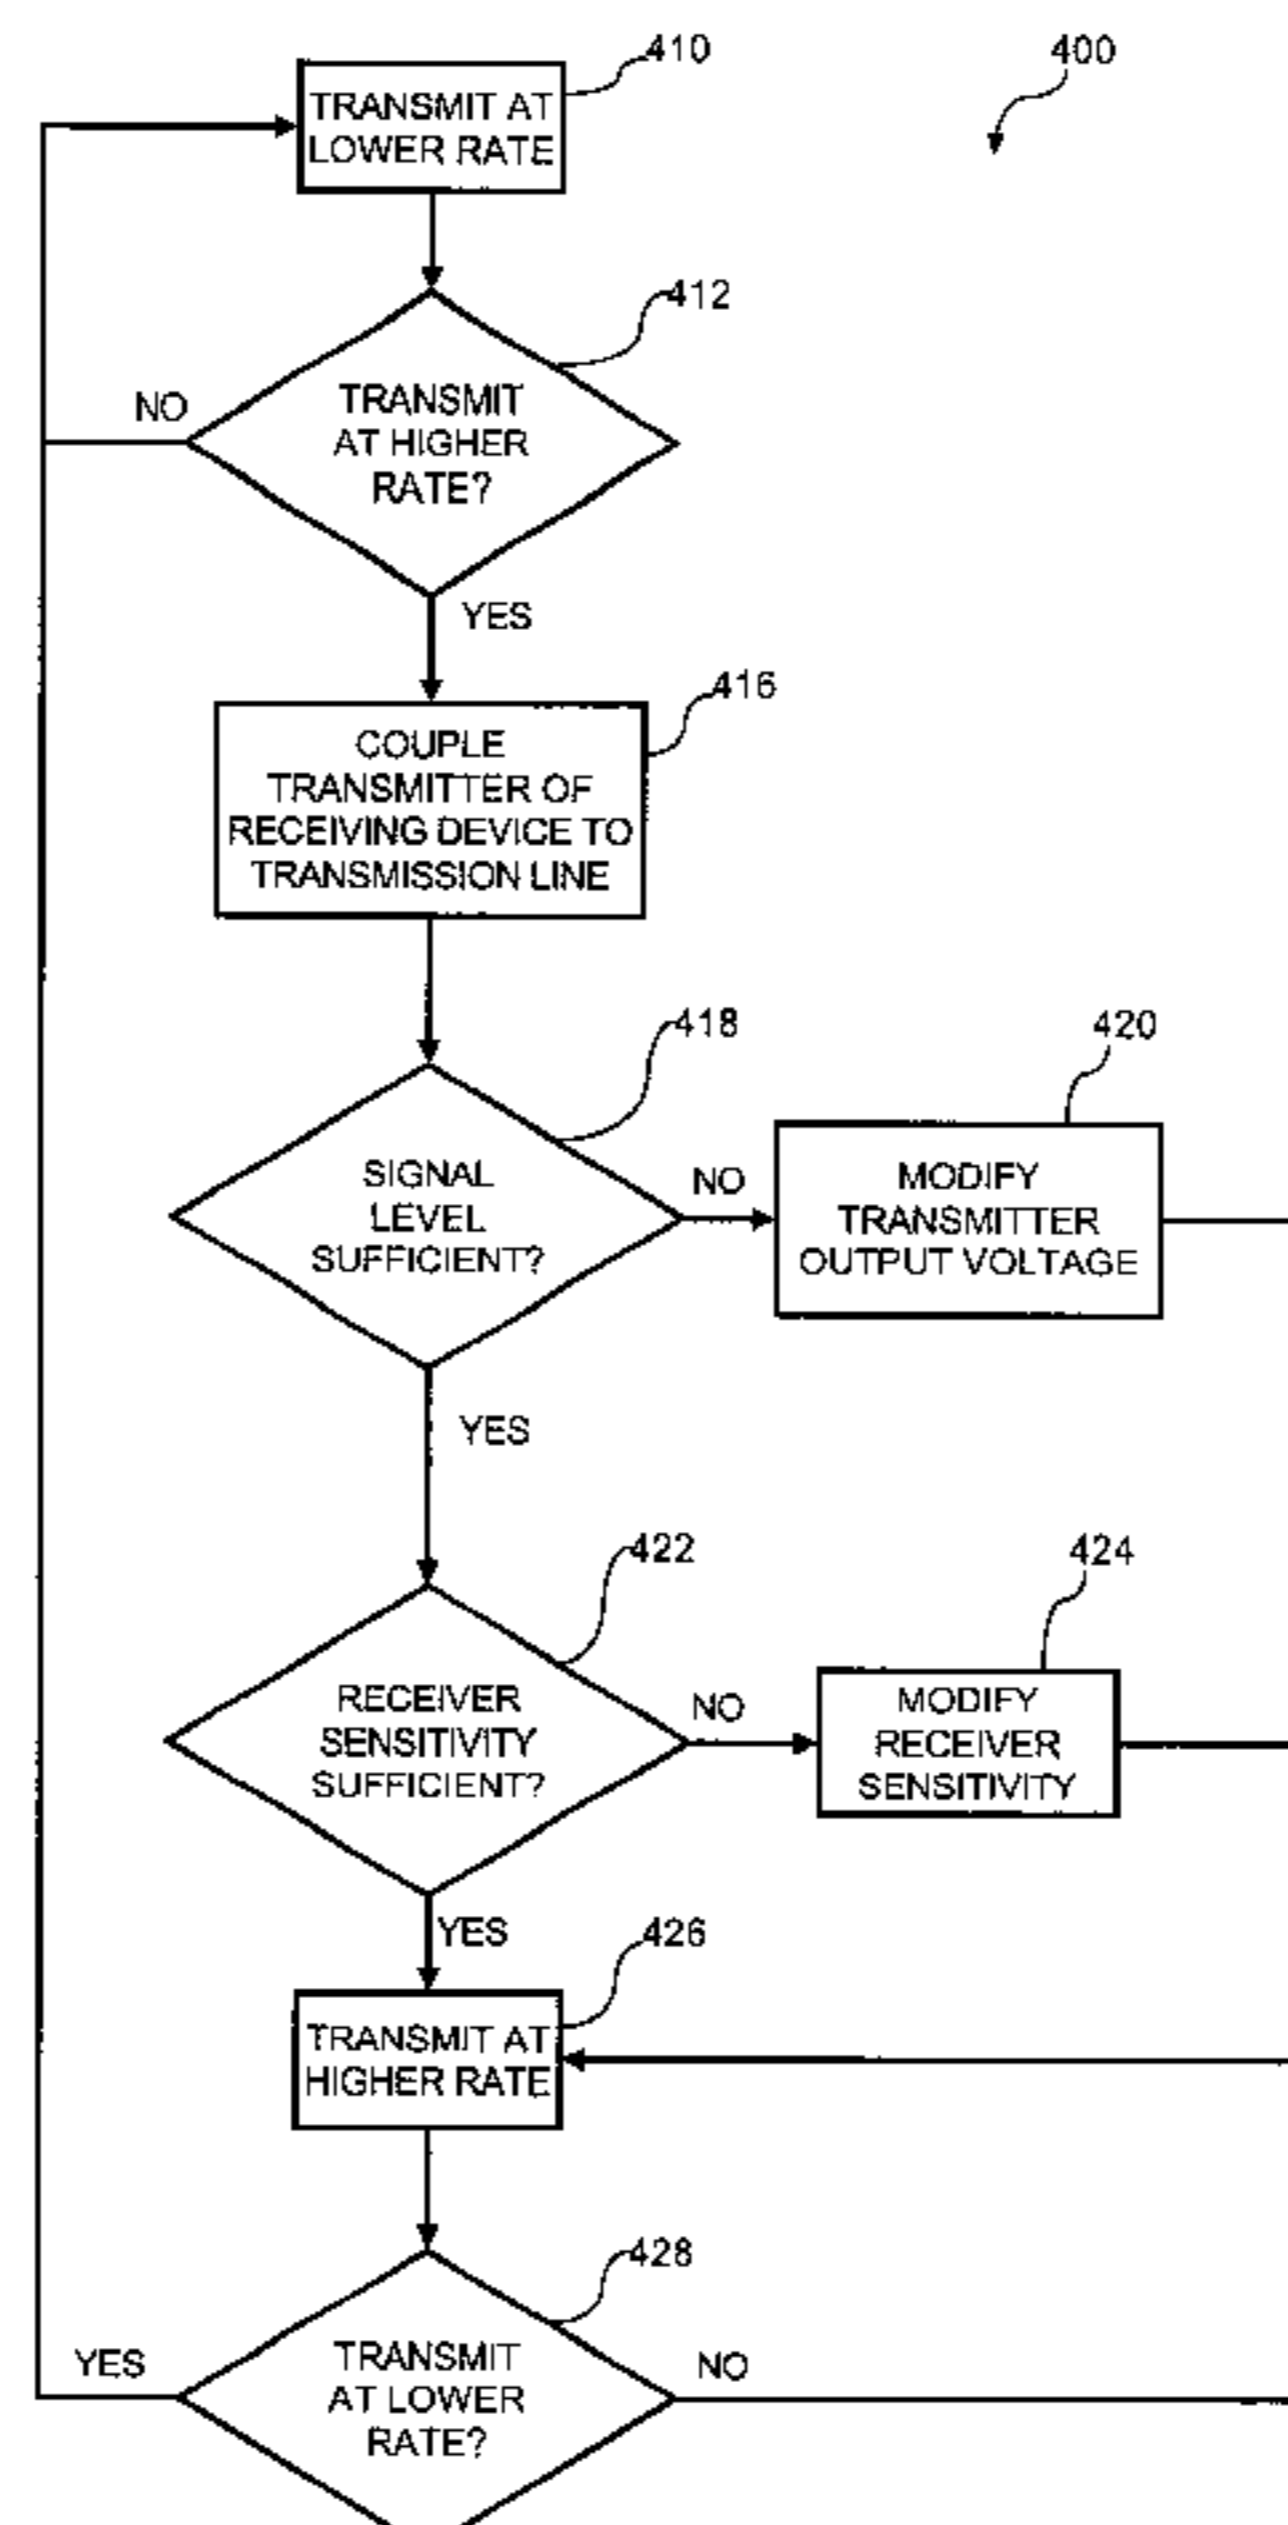 410
400
TRANSMIT AT
LOWER RATE
412
NO
TRANSMIT
AT HIGHER
RATE?
YES
416
COUPLE
TRANSMITTER OF
RECEIVING DEVICE TO
TRANSMISSION LINE
418
420
SIGNAL
LEVEL
SUFFICIENT?
NO
MODIFY
TRANSMITTER
OUTPUT VOLTAGE
YES
422
424
RECEIVER
SENSITIVITY
SUFFICIENT?
NO
MODIFY
RECEIVER
SENSITIVITY
YES
426
TRANSMIT AT
HIGHER RATE
428
YES
TRANSMIT
AT LOWER
RATE?
NO